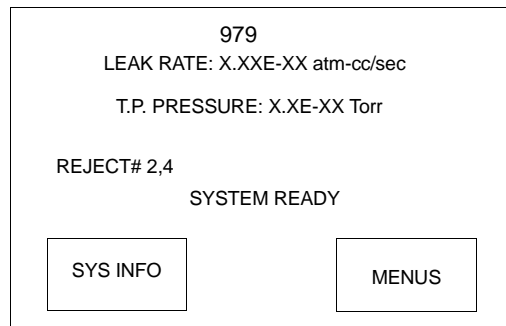 979
LEAK RATE: X.XXE-XX atm-cc/sec
T.P. PRESSURE: X.XE-XX Torr
REJECT# 2,4
SYSTEM READY
SYS INFO
MENUS